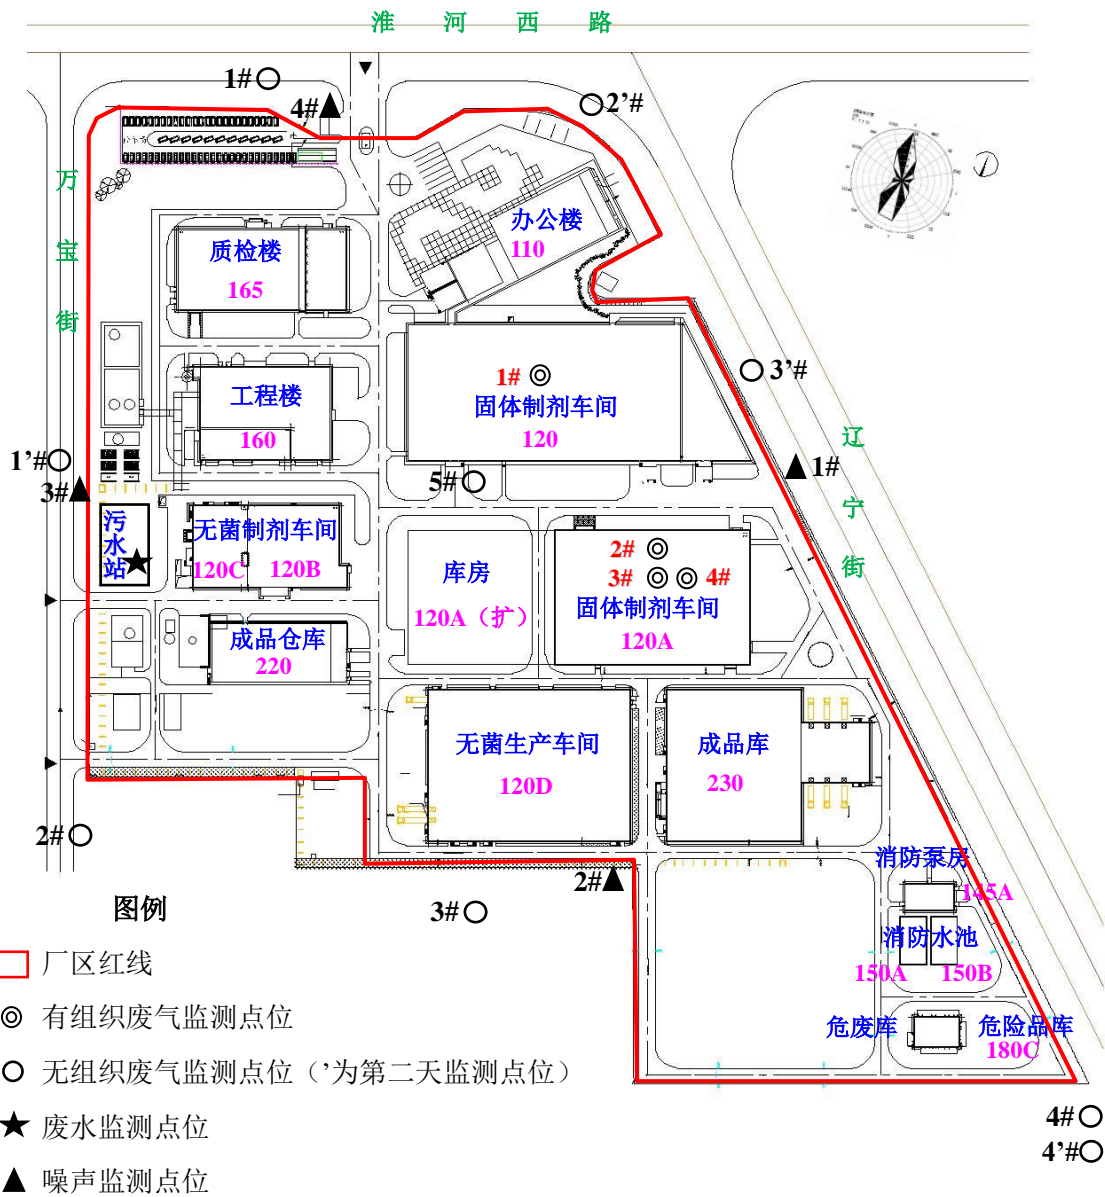 淮河西路
1#
4#
2’#
万宝街
办公楼
110
质检楼
165
1#
固体制剂车间
120
3’#
工程楼
160
辽宁街
1’#
3#
5#
1#
污水站
无菌制剂车间
120C
120B
库房
120A（扩）
2#
3#
4#
固体制剂车间
120A
成品仓库
220
无菌生产车间
120D
成品库
230
2#
消防泵房
145A
2#
3#
消防水池
150A
150B
危废库
危险品库
180C
4#
4’#
图例
厂区红线
有组织废气监测点位
无组织废气监测点位（’为第二天监测点位）
废水监测点位
噪声监测点位